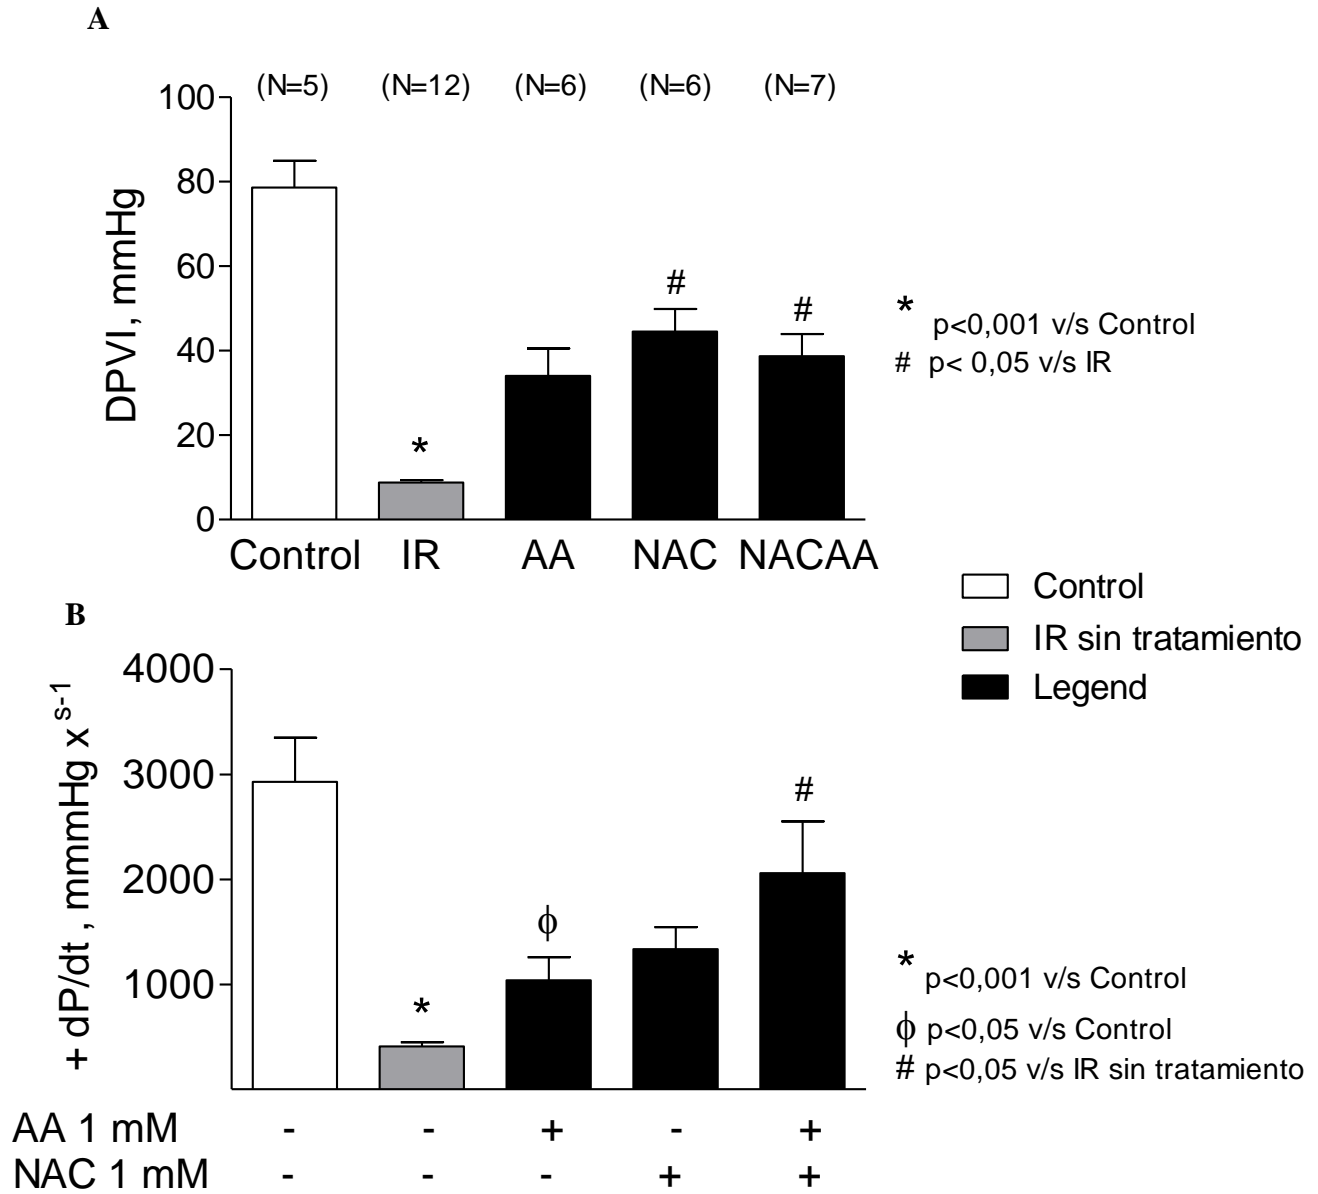 A
(N=5) (N=12) (N=6) (N=6) (N=7)
100
80
60
40
20
0
DPVI, mmHg
*
#
#
* p<0,001 v/s Control
# p< 0,05 v/s IR
Control IR AA NAC NACAA
Control
IR sin tratamiento
Legend
B
4000
3000
2000
1000
+ dP/dt , mmmHg x s-1
*
ϕ
#
* p<0,001 v/s Control
ϕ p<0,05 v/s Control
# p<0,05 v/s IR sin tratamiento
AA 1 mM - - + - +
NAC 1 mM - - - + +